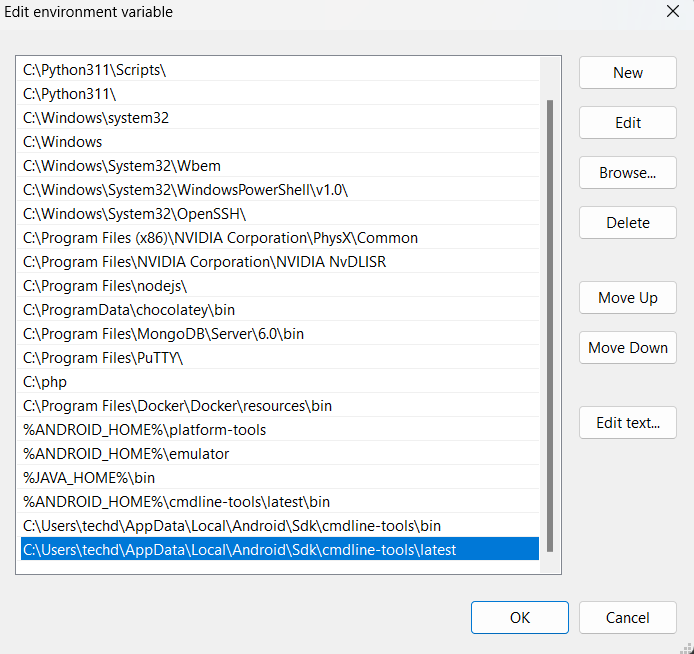 Edit environment variable
C:\Python311\Scripts\
C:\Python311\
C:\Windows\system32
C:\Windows
C:\Windows\System32\Wbem
C:\Windows\System32\WindowsPowerShell\v1.0\
C:\Windows\System32\OpenSSH\
C:\Program Files (x86)\NVIDIA Corporation\PhysX\Common
C:\Program Files\NVIDIA Corporation\NVIDIA NvDLISR
C:\Program Files\nodejs\
C:\ProgramData\chocolatey\bin
C:\Program Files\MongoDB\Server\6.0\bin
C:\Program Files\PuTTY\
C:\php
C:\Program Files\Docker\Docker\resources\bin
%ANDROID_HOME%\platform-tools
%ANDROID_HOME%\emulator
%JAVA_HOME%\bin
%ANDROID_HOME%\cmdline-tools\latest\bin
C:\Users\techd\AppData\Local\Android\Sdk\cmdline-tools\bin
C:\Users\techd\AppData\Local\Android\Sdk\cmdline-tools\latest
New
Edit
Browse...
Delete
Move Up
Move Down
Edit text...
OK
Cancel